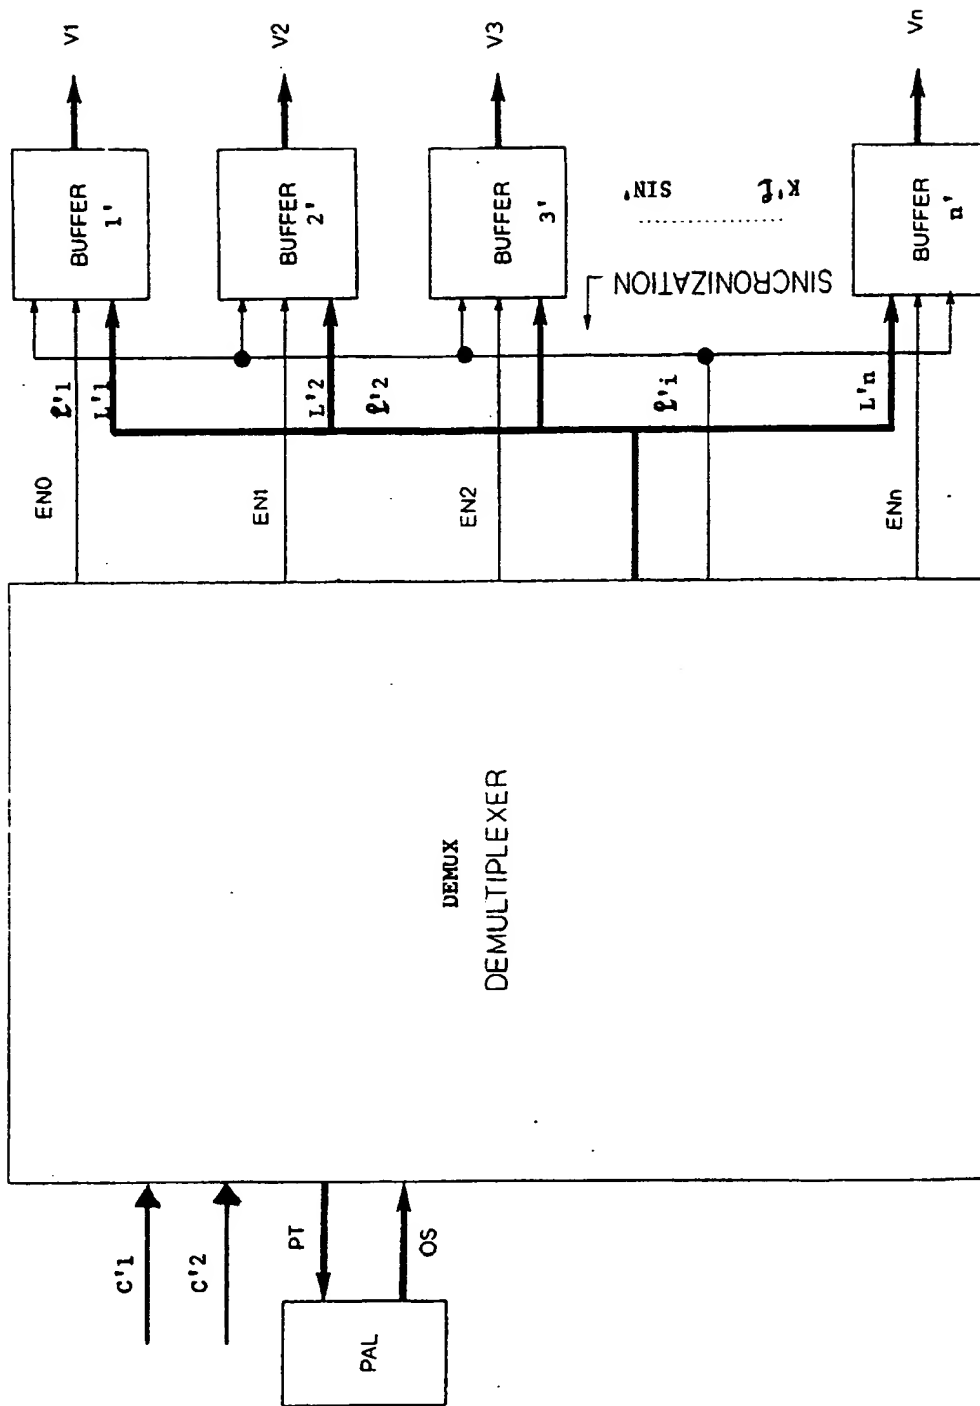 V1
V2
V3
Vn
BUFFER
1'
BUFFER
2'
BUFFER
3'
BUFFER
n'
SIN'
K'ℓ
SINCRONIZATION
ℓ'1
L'1
L'2
ℓ'2
ℓ'i
L'n
EN0
EN1
EN2
ENn
DEMUX
DEMULTIPLEXER
C'1
C'2
PT
OS
PAL